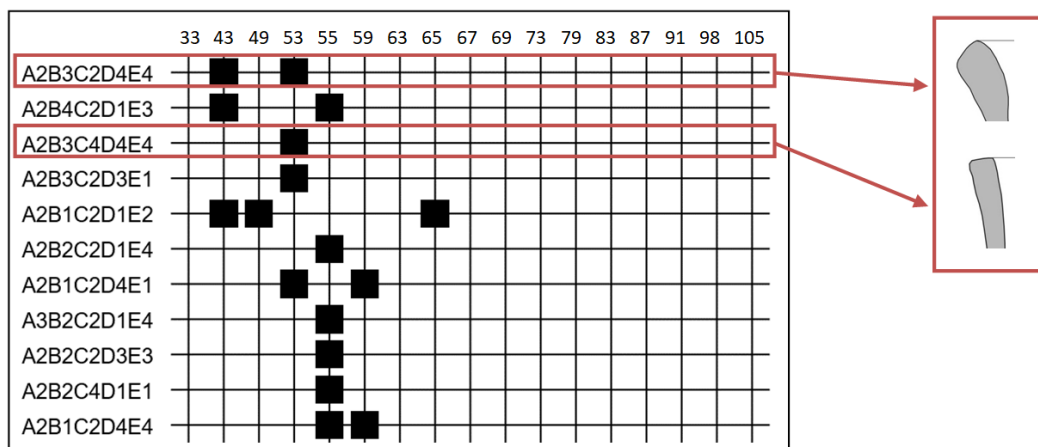 33 43 49 53 55 59 63 65 67 69 73 79 83 87 91 98 105
A2B3C2D4E4
A2B4C2D1E3
A2B3C4D4E4
A2B3C2D3E1
A2B1C2D1E2
A2B2C2D1E4
A2B1C2D4E1
A3B2C2D1E4
A2B2C2D3E3
A2B2C4D1E1
A2B1C2D4E4